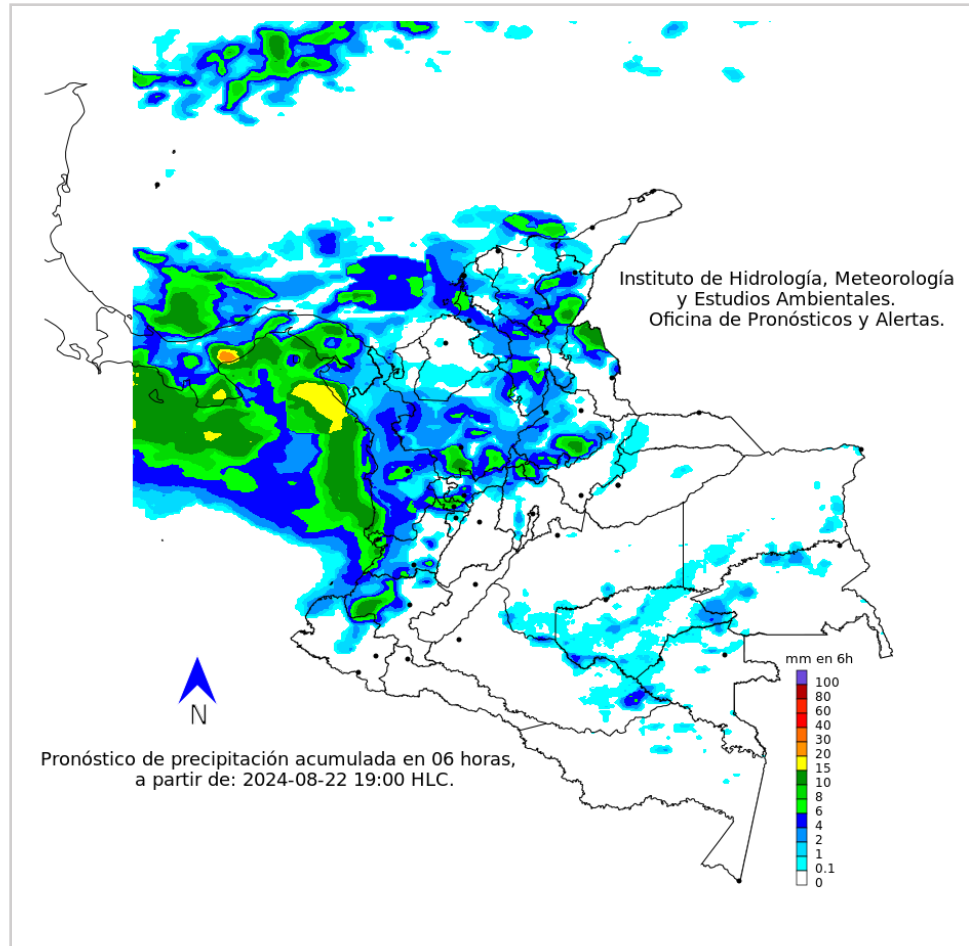 Instituto de Hidrología, Meteorología
y Estudios Ambientales.
Oficina de Pronósticos y Alertas.
N
Pronóstico de precipitación acumulada en 06 horas,
a partir de: 2024-08-22 19:00 HLC.
mm en 6h
100
80
60
40
30
20
15
10
8
6
4
2
1
0.1
0